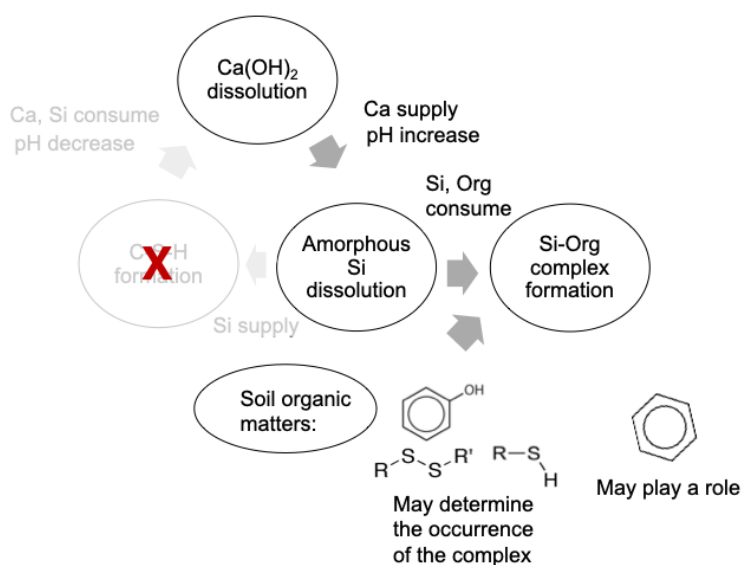 Ca(OH)₂
dissolution
Ca, Si consume
pH decrease
Ca supply
pH increase
Si, Org
consume
C-S-H
formation
X
Amorphous
Si
dissolution
Si-Org
complex
formation
Si supply
Soil organic
matters:
OH
R-S-S-R'
R-S
H
May determine
the occurrence
of the complex
May play a role